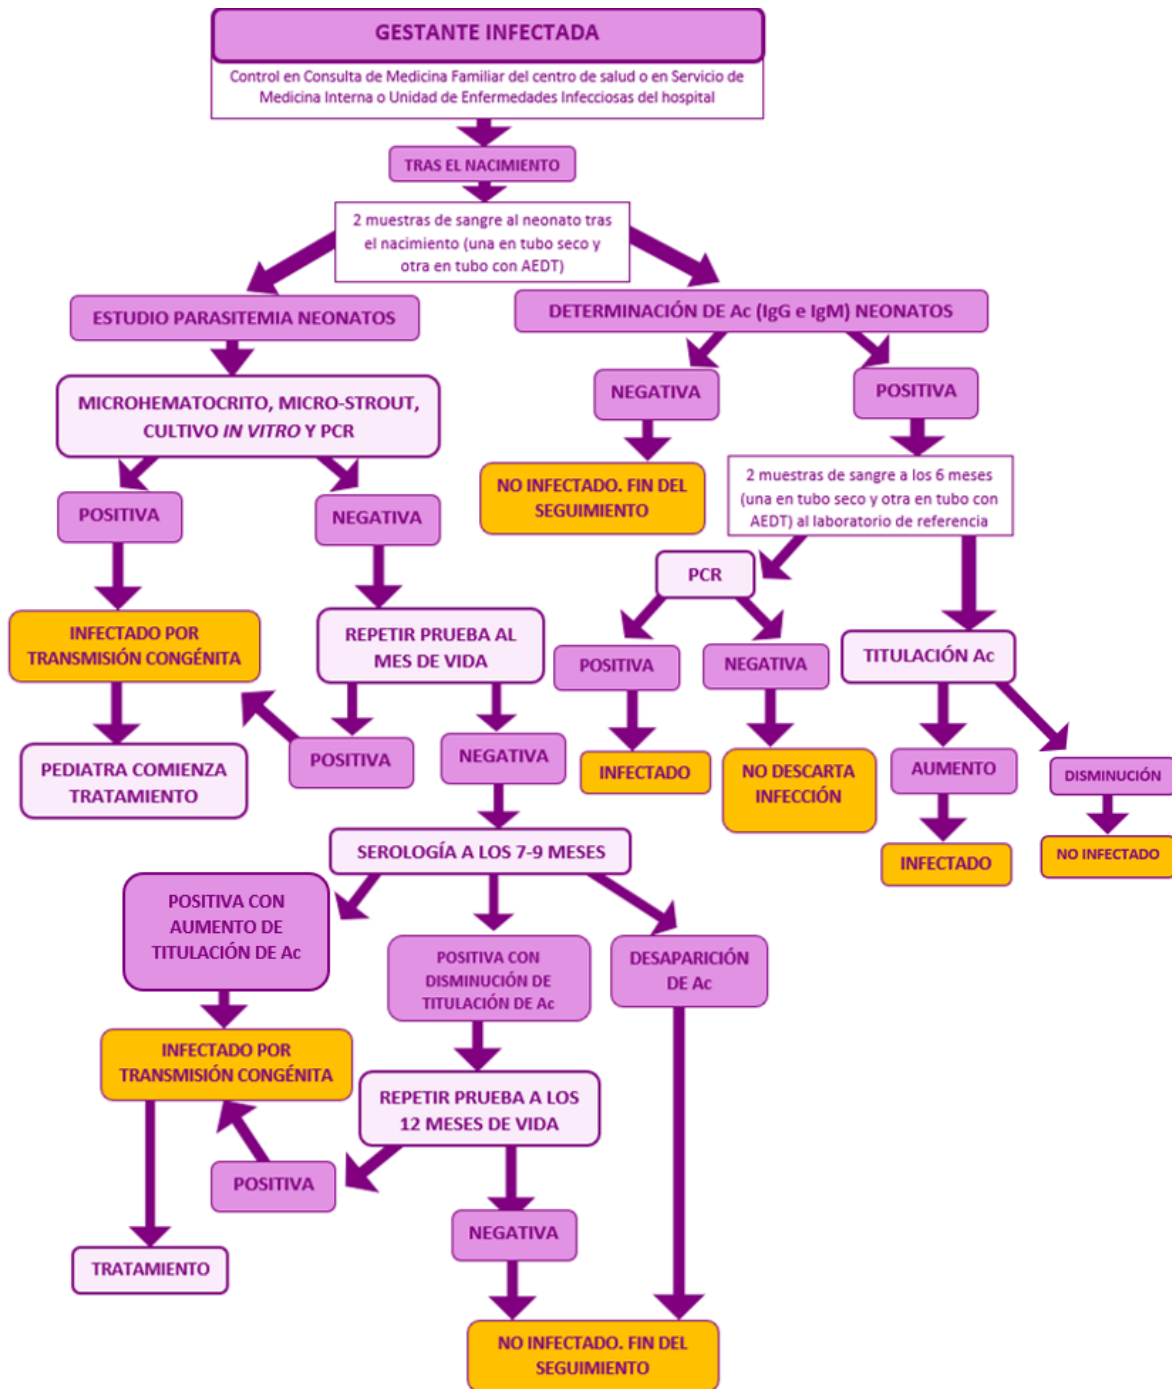 GESTANTE INFECTADA
Control en Consulta de Medicina Familiar del centro de salud o en Servicio de
Medicina Interna o Unidad de Enfermedades Infecciosas del hospital
TRAS EL NACIMIENTO
2 muestras de sangre al neonato tras
el nacimiento (una en tubo seco y
otra en tubo con AEDT)
ESTUDIO PARASITEMIA NEONATOS
DETERMINACIÓN DE Ac (IgG e IgM) NEONATOS
MICROHEMATOCRITO, MICRO-STROUT,
CULTIVO IN VITRO Y PCR
NEGATIVA
POSITIVA
POSITIVA
NEGATIVA
NO INFECTADO. FIN DEL
SEGUIMIENTO
2 muestras de sangre a los 6 meses
(una en tubo seco y otra en tubo con
AEDT) al laboratorio de referencia
PCR
TITULACIÓN Ac
INFECTADO POR
TRANSMISIÓN CONGÉNITA
REPETIR PRUEBA AL
MES DE VIDA
POSITIVA
NEGATIVA
PEDIATRA COMIENZA
TRATAMIENTO
POSITIVA
NEGATIVA
INFECTADO
NO DESCARTA
INFECCIÓN
AUMENTO
DISMINUCIÓN
INFECTADO
NO INFECTADO
SEROLOGÍA A LOS 7-9 MESES
POSITIVA CON
AUMENTO DE
TITULACIÓN DE Ac
POSITIVA CON
DISMINUCIÓN DE
TITULACIÓN DE Ac
DESAPARICIÓN
DE Ac
INFECTADO POR
TRANSMISIÓN CONGÉNITA
REPETIR PRUEBA A LOS
12 MESES DE VIDA
POSITIVA
NEGATIVA
TRATAMIENTO
NO INFECTADO. FIN DEL
SEGUIMIENTO